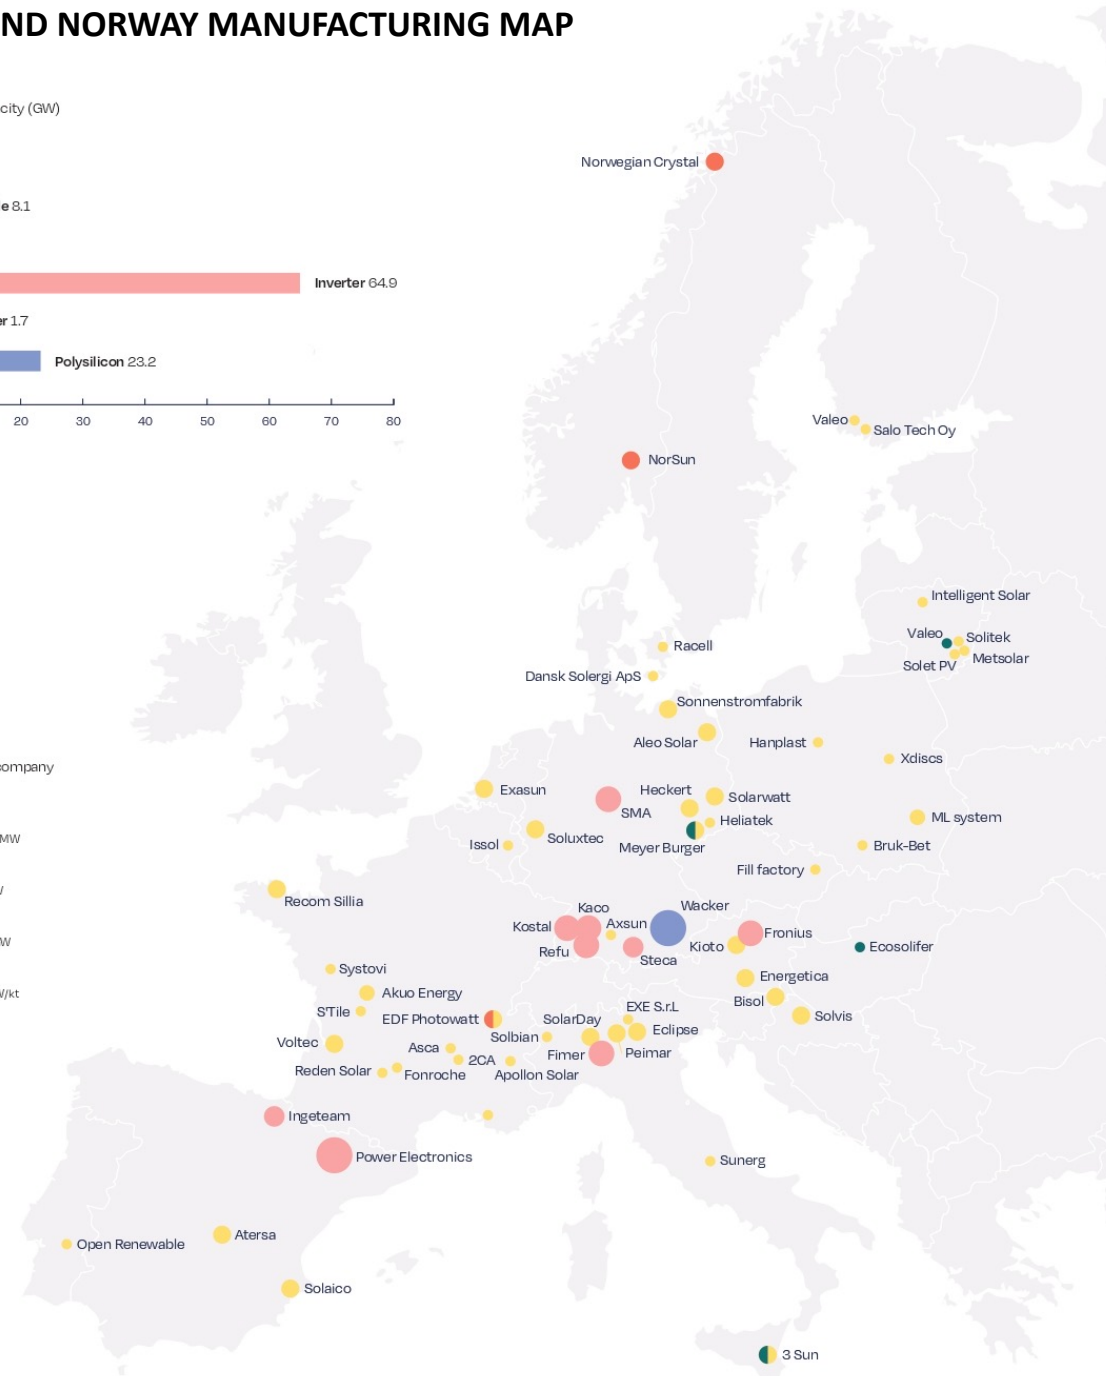 ND NORWAY MANUFACTURING MAP
city (GW)
e 8.1
Inverter 64.9
er 1.7
Polysilicon 23.2
20 30 40 50 60 70 80
company
MW
W
/kt
Norwegian Crystal
Valeo
Salo Tech Oy
NorSun
Intelligent Solar
Valeo
Solitek
Solet PV
Metsolar
Racell
Dansk Solergi ApS
Sonnenstromfabrik
Aleo Solar
Hanplast
Xdiscs
Exasun
SMA
Heckert
Solarwatt
Heliatek
Meyer Burger
ML system
Soluxtec
Issol
Bruk-Bet
Fill factory
Recom Sillia
Kaco
Wacker
Kostal
Axsun
Fronius
Refu
Steca
Kioto
Ecosolifer
Systovi
Energetica
Akuo Energy
Bisol
S'Tile
EDF Photowatt
SolarDay
EXE S.r.L
Solvis
Voltec
Solbian
Eclipse
Asca
2CA
Fimer
Peimar
Reden Solar
Fonroche
Apollon Solar
Ingeteam
Power Electronics
Sunerg
Atersa
Open Renewable
Solaico
3 Sun